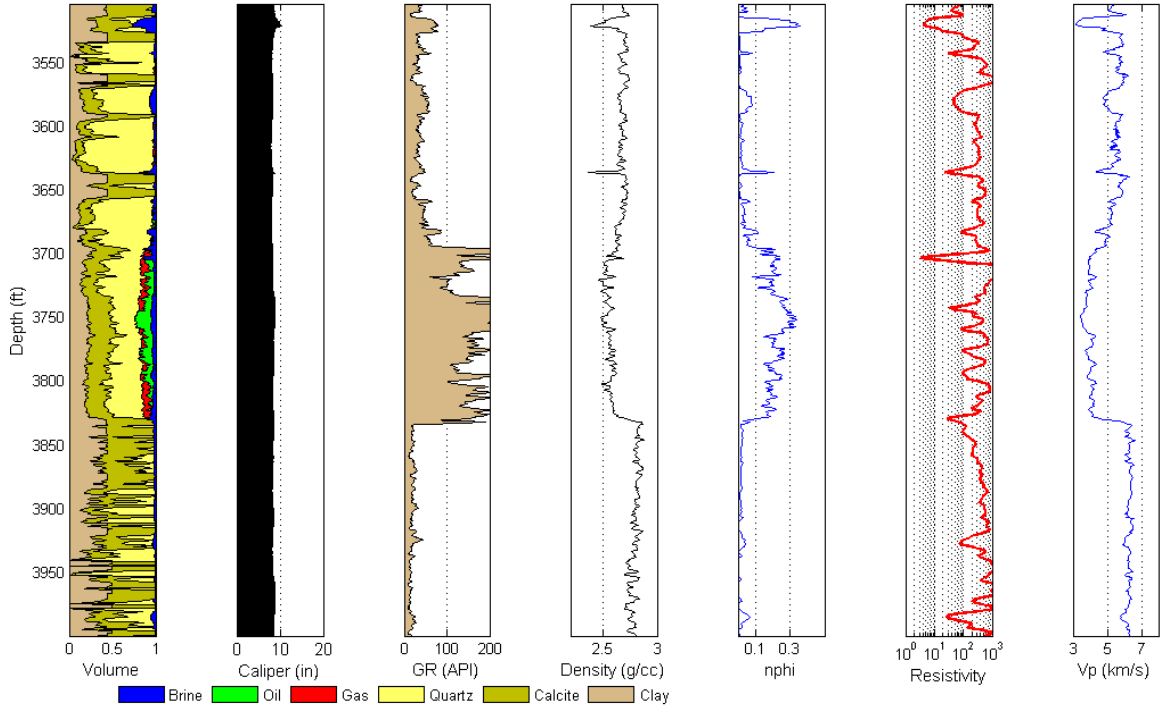 3550
3600
3650
3700
3750
3800
3850
3900
3950
Depth (ft)
0 0.5 1
Volume
0 10 20
Caliper (in)
0 100 200
GR (API)
2.5 3
Density (g/cc)
0.1 0.3
nphi
10⁰ 10¹ 10² 10³
Resistivity
3 5 7
Vp (km/s)
Brine Oil Gas Quartz Calcite Clay